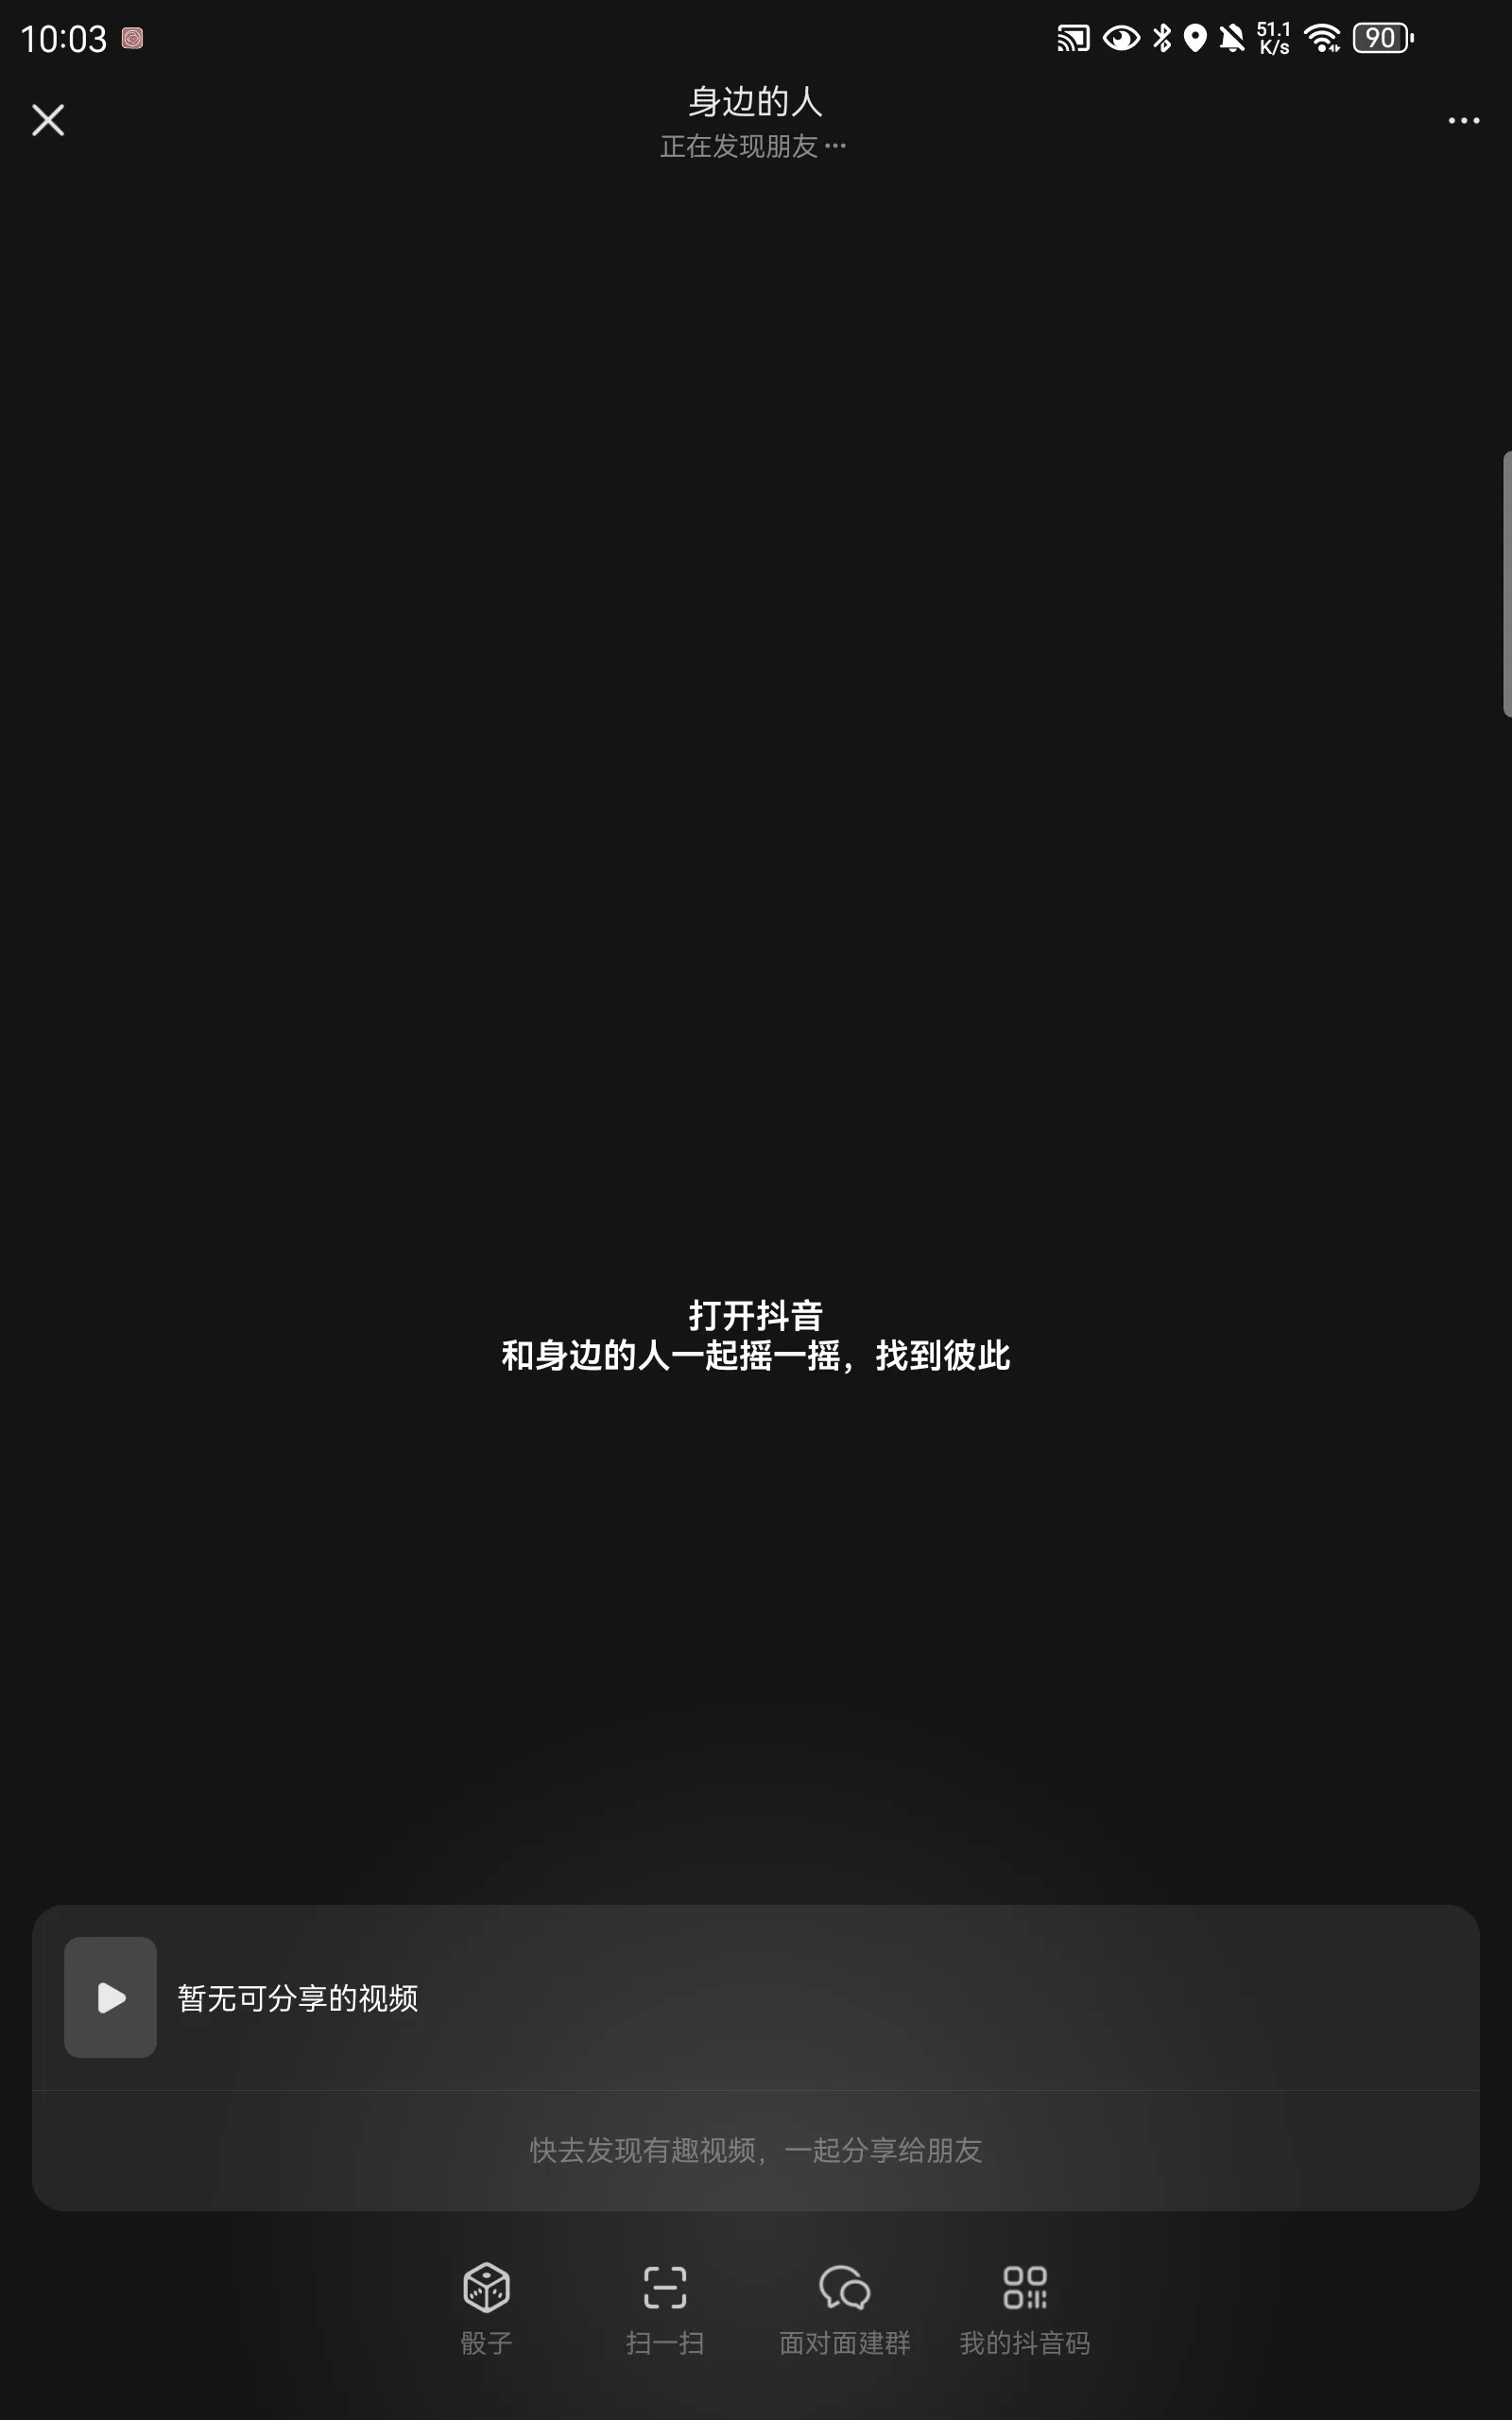 10:03
51.1
K/s
90
身边的人
正在发现朋友···
打开抖音
和身边的人一起摇一摇，找到彼此
暂无可分享的视频
快去发现有趣视频，一起分享给朋友
骰子
扫一扫
面对面建群
我的抖音码